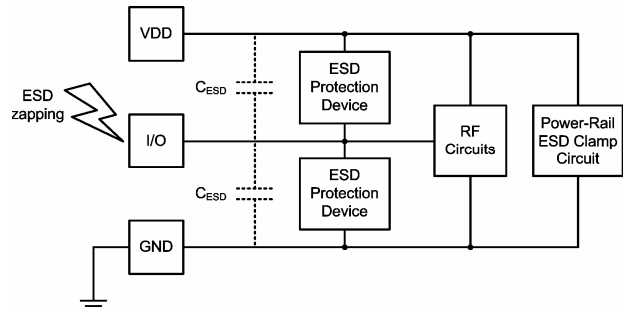 VDD
ESD
zapping
I/O
GND
CESD
CESD
ESD
Protection
Device
ESD
Protection
Device
RF
Circuits
Power-Rail
ESD Clamp
Circuit